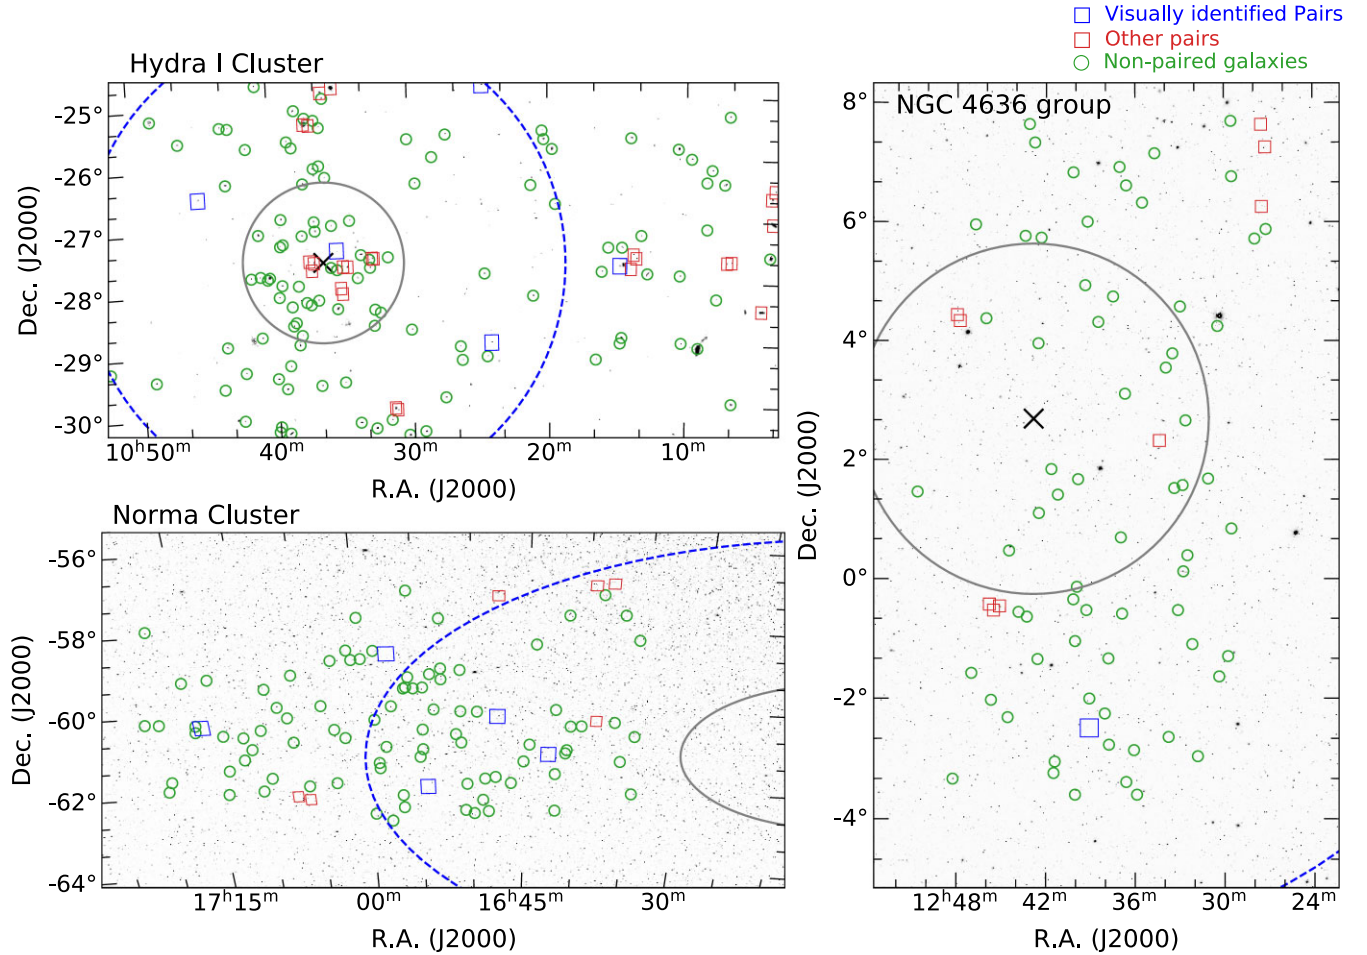 Visually identified Pairs
Other pairs
Non-paired galaxies
Hydra I Cluster
-25°
-26°
-27°
-28°
-29°
-30°
Dec. (J2000)
10ʰ50ᵐ 40ᵐ 30ᵐ 20ᵐ 10ᵐ
R.A. (J2000)
Norma Cluster
-56°
-58°
-60°
-62°
-64°
Dec. (J2000)
17ʰ15ᵐ 00ᵐ 16ʰ45ᵐ 30ᵐ
R.A. (J2000)
NGC 4636 group
8°
6°
4°
2°
0°
-2°
-4°
Dec. (J2000)
12ʰ48ᵐ 42ᵐ 36ᵐ 30ᵐ 24ᵐ
R.A. (J2000)